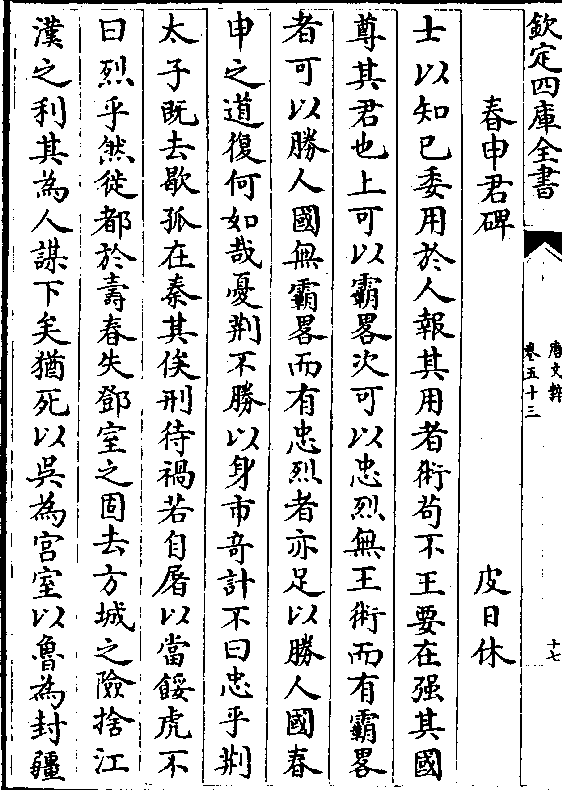 欽定四庫全書
唐文粹
卷五十三
十七
春申君碑 皮日休
士以知已委用於人報其用者術苟不王要在强其國
尊其君也上可以霸畧次可以忠烈無王術而有霸畧
者可以勝人國無霸畧而有忠烈者亦足以勝人國春
申之道復何如哉憂荆不勝以身市奇計不曰忠乎荆
太子既去歇孤在秦其俟刑待禍若自屠以當餒虎不
曰烈乎然徙都於壽春失鄧室之固去方城之險捨江
漢之利其為人謀下矣猶死以吳為宫室以魯為封疆